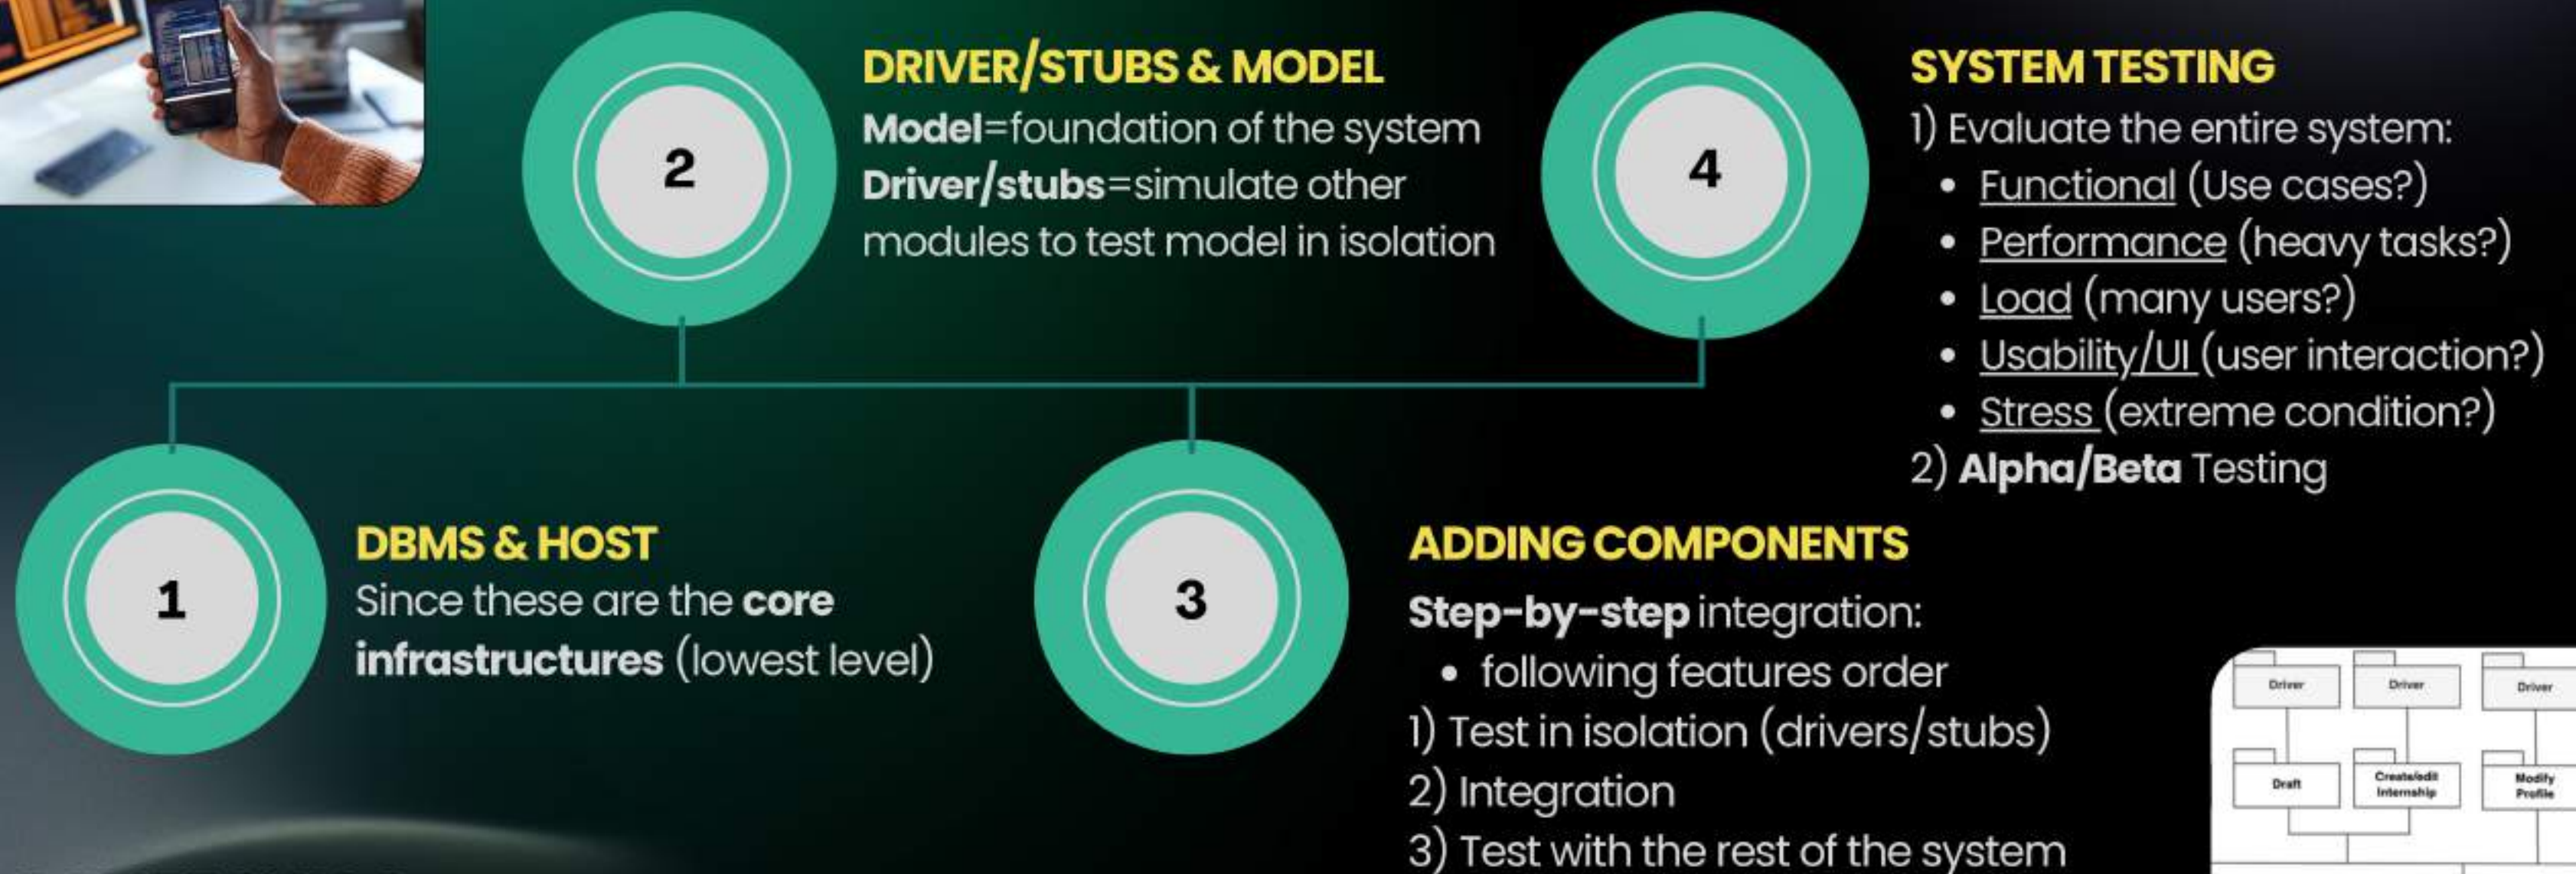 2
DRIVER/STUBS & MODEL
Model=foundation of the system
Driver/stubs=simulate other
modules to test model in isolation
4
SYSTEM TESTING
1) Evaluate the entire system:
• Functional (Use cases?)
• Performance (heavy tasks?)
• Load (many users?)
• Usability/UI (user interaction?)
• Stress (extreme condition?)
2) Alpha/Beta Testing
1
DBMS & HOST
Since these are the core
infrastructures (lowest level)
3
ADDING COMPONENTS
Step-by-step integration:
• following features order
1) Test in isolation (drivers/stubs)
2) Integration
3) Test with the rest of the system
Driver
Driver
Driver
Draft
Create/edit
Internship
Modify
Profile